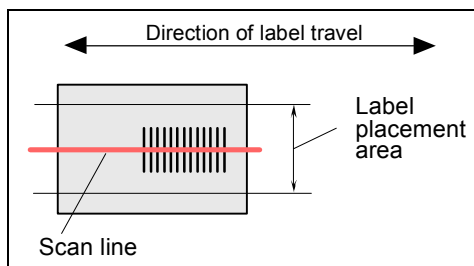 Direction of label travel
Label
placement
area
Scan line